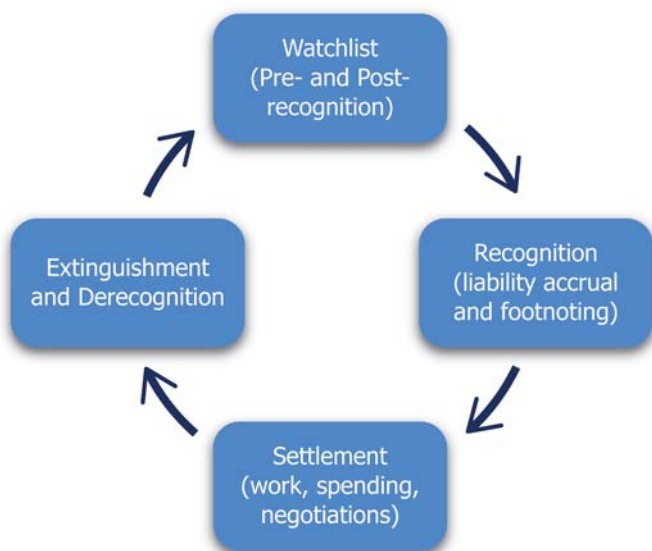 Watchlist
(Pre- and Post-
recognition)
Recognition
(liability accrual
and footnoting)
Settlement
(work, spending,
negotiations)
Extinguishment
and Derecognition